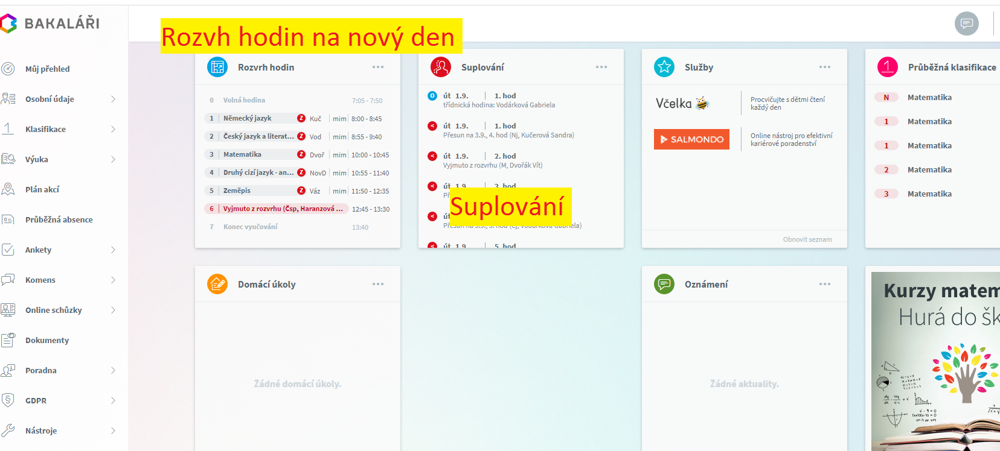 BAKALÁŘI
Rozvh hodin na nový den
Můj přehled
Osobní údaje
Klasifikace
Výuka
Plán akcí
Průběžná absence
Ankety
Komens
Online schůzky
Dokumenty
Poradna
GDPR
Nástroje
Rozvrh hodin
0 Volná hodina 7:05 - 7:50
1 Německý jazyk Z Kuč mim 8:00 - 8:45
2 Český jazyk a literat... Z Vod mim 8:55 - 9:40
3 Matematika Z Dvoř mim 10:00 - 10:45
4 Druhý cizí jazyk - an... Z NovD mim 10:55 - 11:40
5 Zeměpis Z Váz mim 11:50 - 12:35
6 Vyjmuto z rozvrhu (Čsp, Haranzová ... 12:45 - 13:30
7 Konec vyučování 13:40
Suplování
O út 1.9. 1. hod
třídnická hodina: Vodárková Gabriela
< út 1.9. 1. hod
Přesun na 3.9., 4. hod (Nj, Kučerová Sandra)
< út 1.9. 2. hod
Vyjmuto z rozvrhu (M, Dvořák Vít)
< út 1.9. 3. hod
Suplování
< út
Přesun na 3.9., 3. hod (Čj, Vodárková Gabriela)
< út 1.9. 5. hod
Služby
Včelka
Procvičujte s dětmi čtení
každý den
SALMONDO
Online nástroj pro efektivní
kariérové poradenství
Obnovit seznam
1 Průběžná klasifikace
N Matematika
1 Matematika
1 Matematika
2 Matematika
3 Matematika
Domácí úkoly
Žádné domácí úkoly.
Oznámení
Žádné aktuality.
Kurzy matem
Hurá do šk